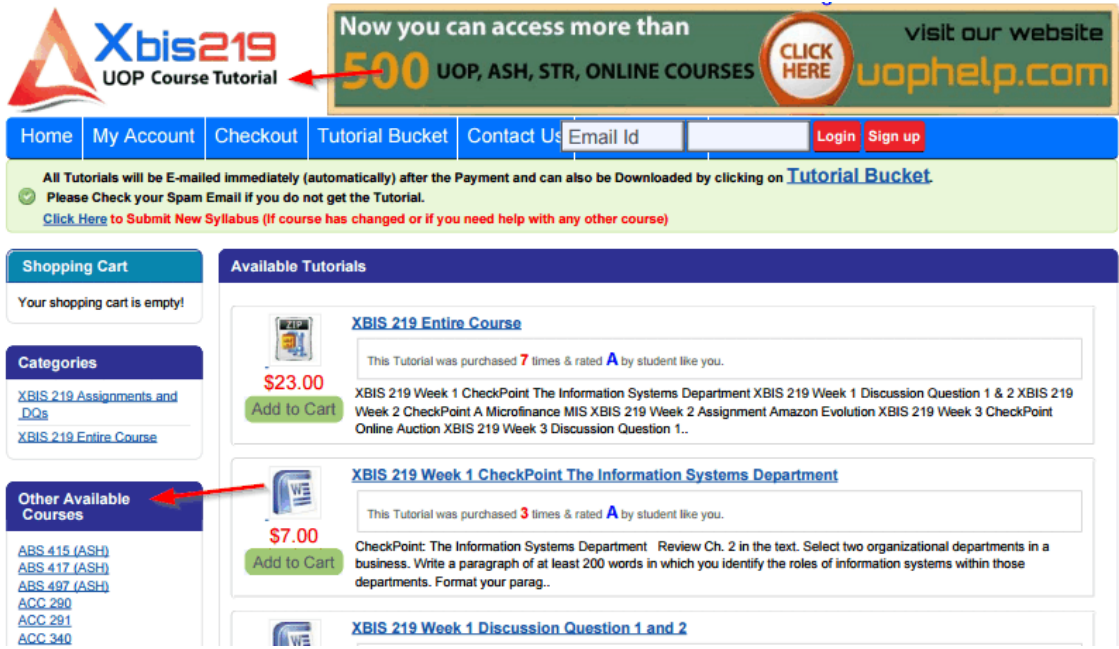 Xbis219
UOP Course Tutorial
Now you can access more than
500 UOP, ASH, STR, ONLINE COURSES
CLICK
HERE
visit our website
uophelp.com
Home
My Account
Checkout
Tutorial Bucket
Contact Us
Email Id
Login
Sign up
All Tutorials will be E-mailed immediately (automatically) after the Payment and can also be Downloaded by clicking on Tutorial Bucket.
Please Check your Spam Email if you do not get the Tutorial.
Click Here to Submit New Syllabus (If course has changed or if you need help with any other course)
Shopping Cart
Your shopping cart is empty!
Categories
XBIS 219 Assignments and
DQs
XBIS 219 Entire Course
Other Available
Courses
ABS 415 (ASH)
ABS 417 (ASH)
ABS 497 (ASH)
ACC 290
ACC 291
ACC 340
Available Tutorials
ZIP
XBIS 219 Entire Course
This Tutorial was purchased 7 times & rated A by student like you.
$23.00
Add to Cart
XBIS 219 Week 1 CheckPoint The Information Systems Department XBIS 219 Week 1 Discussion Question 1 & 2 XBIS 219
Week 2 CheckPoint A Microfinance MIS XBIS 219 Week 2 Assignment Amazon Evolution XBIS 219 Week 3 CheckPoint
Online Auction XBIS 219 Week 3 Discussion Question 1..
W
XBIS 219 Week 1 CheckPoint The Information Systems Department
This Tutorial was purchased 3 times & rated A by student like you.
$7.00
Add to Cart
CheckPoint: The Information Systems Department Review Ch. 2 in the text. Select two organizational departments in a
business. Write a paragraph of at least 200 words in which you identify the roles of information systems within those
departments. Format your parag..
W
XBIS 219 Week 1 Discussion Question 1 and 2